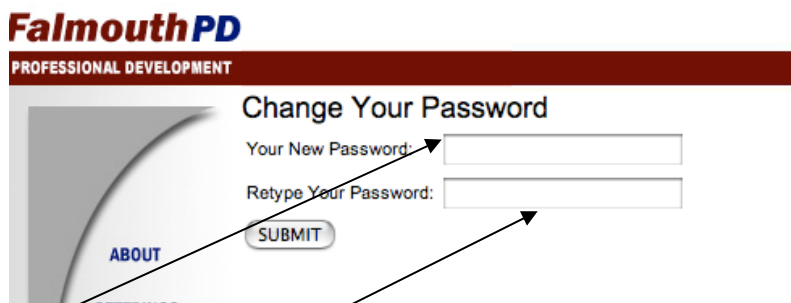 FalmouthPD
PROFESSIONAL DEVELOPMENT
Change Your Password
Your New Password:
Retype Your Password:
SUBMIT
ABOUT